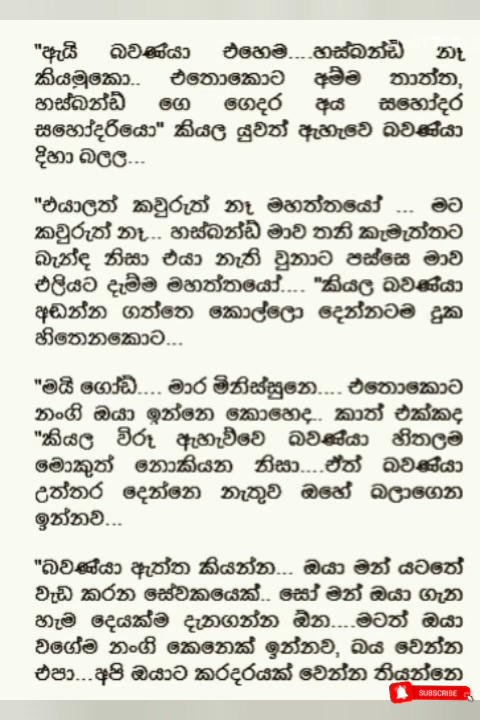 "ඇයි බවණ්යා එහෙම....හස්බන්ඩ් නෑ
කියමුකො.. එතොකොට අම්ම තාත්ත,
හස්බන්ඩ් ගෙ ගෙදර අය සහෝදර
සහෝදරියො" කියල යුවත් ඇහැවෙ බවණ්යා
දිහා බලල...
"එයාලත් කවුරුත් නෑ මහත්තයෝ ... මට
කවුරුත් නෑ... හස්බන්ඩ් මාව තනි කැමැත්තට
බැන්ඳ නිසා එයා නැති වුනාට පස්සෙ මාව
එලියට දැම්ම මහත්තයෝ.... "කියල බවණ්යා
අඬන්න ගත්තෙ කොල්ලො දෙන්නටම දුක
හිතෙනකොට...
"මයි ගෝඩ්.... මාර මිනිස්සුනෙ.... එතොකොට
නංගි ඔයා ඉන්නෙ කොහෙද.. කාත් එක්කද
"කියල විරූ ඇහැව්වෙ බවණ්යා හිතලම
මොකුත් නොකියන නිසා....ඒත් බවණ්යා
උත්තර දෙන්නෙ නැතුව ඔහේ බලාගෙන
ඉන්නව...
"බවණ්යා ඇත්ත කියන්න... ඔයා මන් යටතේ
වැඩ කරන සේවකයෙක්.. සෝ මන් ඔයා ගැන
හැම දෙයක්ම දැනගන්න ඕන....මටත් ඔයා
වගේම නංගි කෙනෙක් ඉන්නව, බය වෙන්න
එපා...අපි ඔයාට කරදරයක් වෙන්න තියන්නෙ
SUBSCRIBE